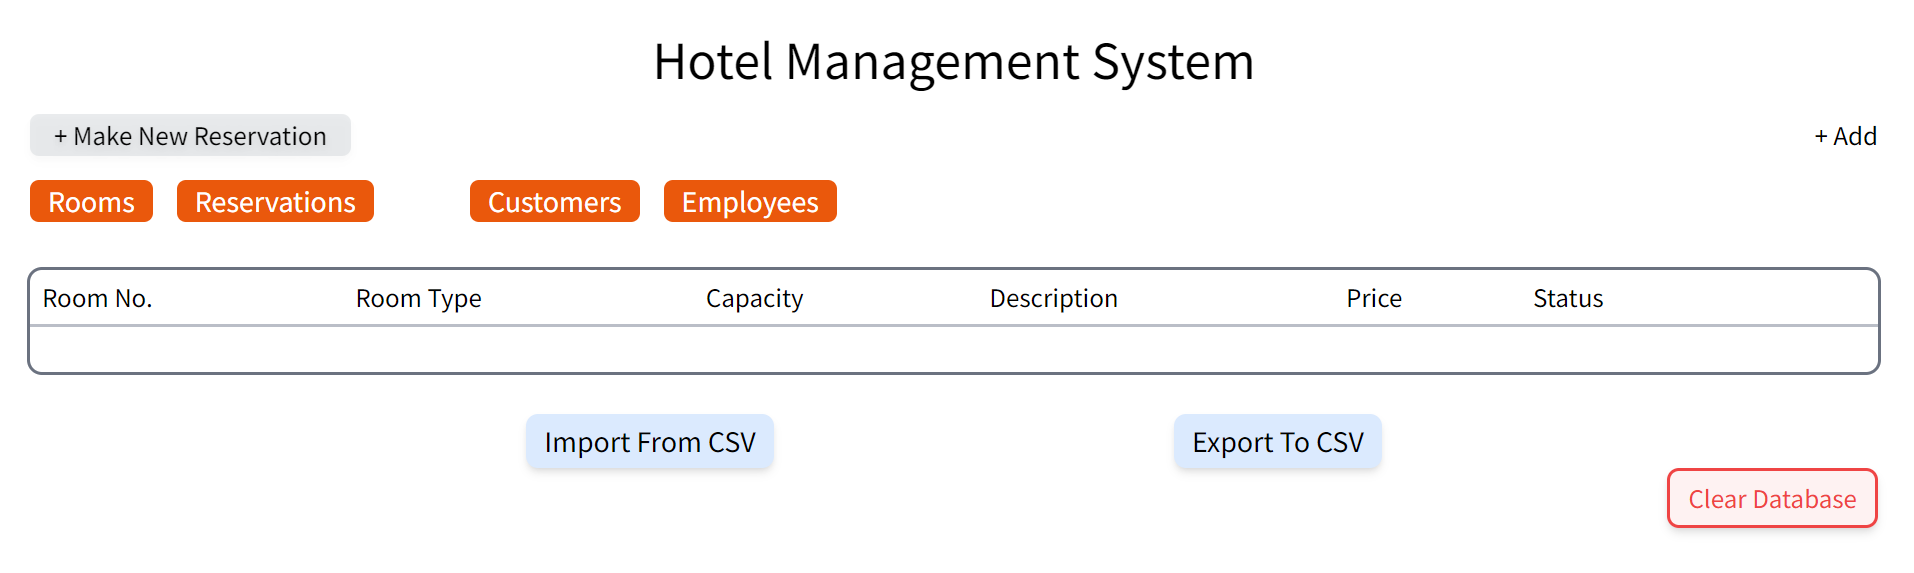 Hotel Management System
+ Make New Reservation + Add
Rooms Reservations Customers Employees
Room No. Room Type Capacity Description Price Status
Import From CSV Export To CSV
Clear Database